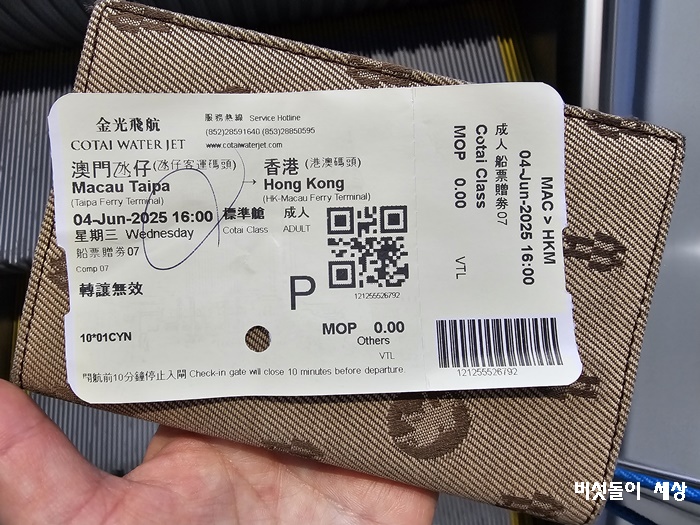 金光飛航
COTAI WATER JET
服務熱線 Service Hotline
(852)28591640 (853)28850595
www.cotaiwaterjet.com
澳門氹仔(氹仔客運碼頭)
Macau Taipa
(Taipa Ferry Terminal)
→
香港 (港澳碼頭)
Hong Kong
(HK-Macau Ferry Terminal)
04-Jun-2025 16:00
星期三 Wednesday
標準艙 成人
Cotai Class ADULT
船票贈券07
Comp 07
轉讓無效
P
121255526792
10*01CYN
MOP 0.00
Others
VTL
開航前10分鐘停止入閘 Check-in gate will close 10 minutes before departure.
MAC > HKM
04-Jun-2025 16:00
成人 船票贈券07
Cotai Class
MOP 0.00
VTL
121255526792
버섯돌이 세상